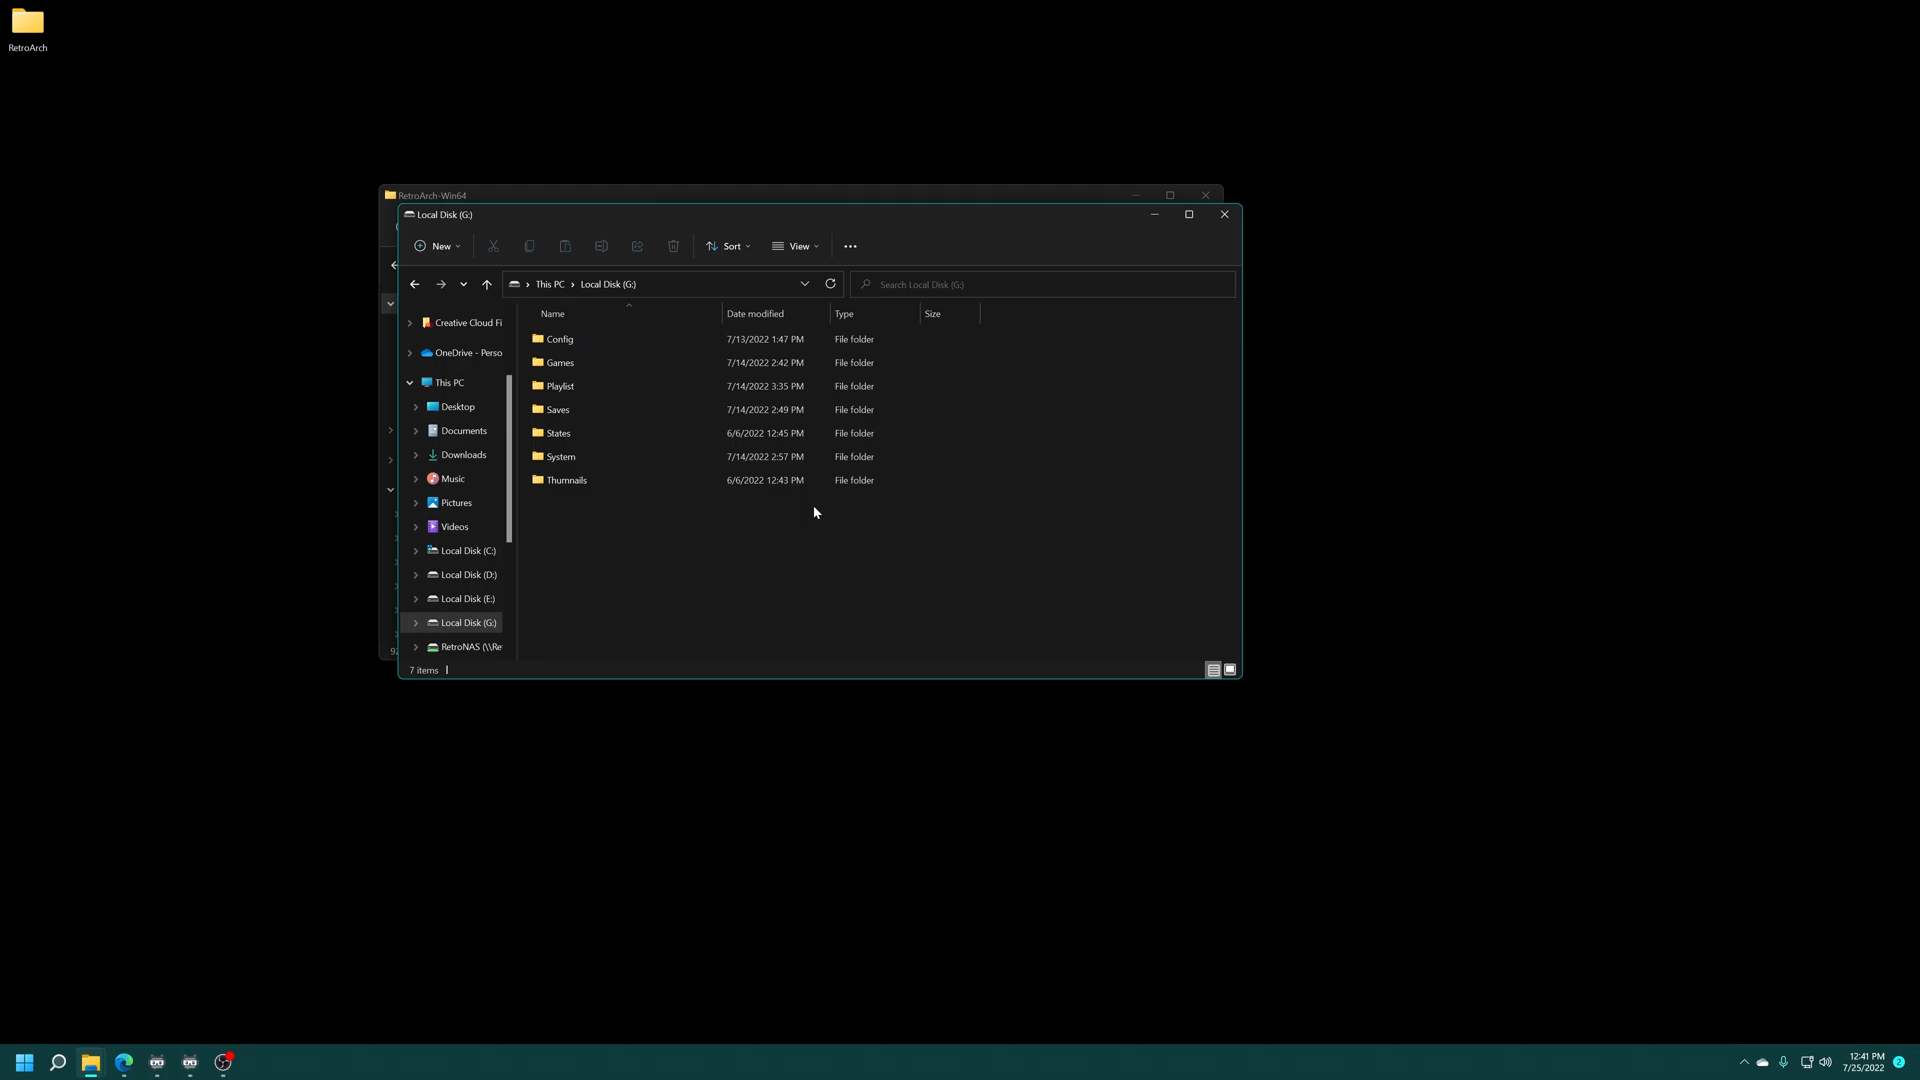 RetroArch
RetroArch-Win64
Local Disk (G:)
New
Sort
View
This PC
Local Disk (G:)
Search Local Disk (G:)
Name
Date modified
Type
Size
Creative Cloud Fi
OneDrive - Perso
This PC
Desktop
Documents
Downloads
Music
Pictures
Videos
Local Disk (C:)
Local Disk (D:)
Local Disk (E:)
Local Disk (G:)
RetroNAS (\\Re
Config 7/13/2022 1:47 PM File folder
Games 7/14/2022 2:42 PM File folder
Playlist 7/14/2022 3:35 PM File folder
Saves 7/14/2022 2:49 PM File folder
States 6/6/2022 12:45 PM File folder
System 7/14/2022 2:57 PM File folder
Thumnails 6/6/2022 12:43 PM File folder
7 items
12:41 PM
7/25/2022
2